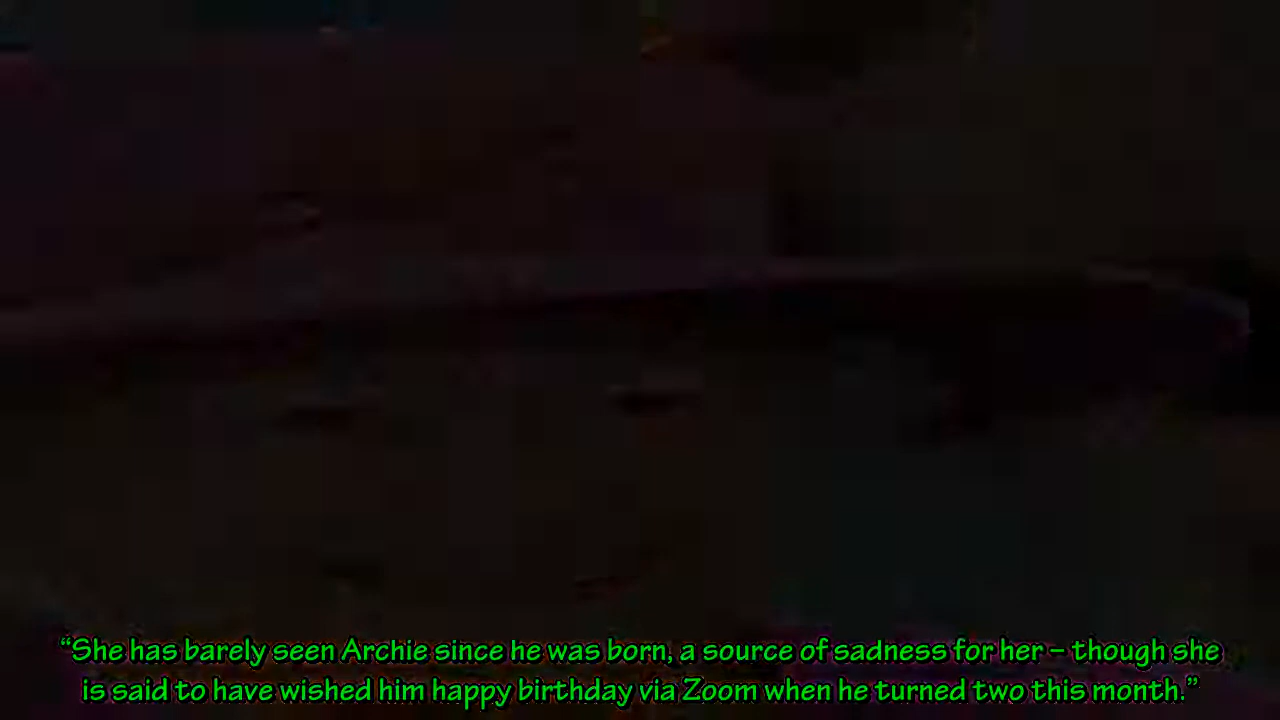 “She has barely seen Archie since he was born, a source of sadness for her – though she
is said to have wished him happy birthday via Zoom when he turned two this month.”